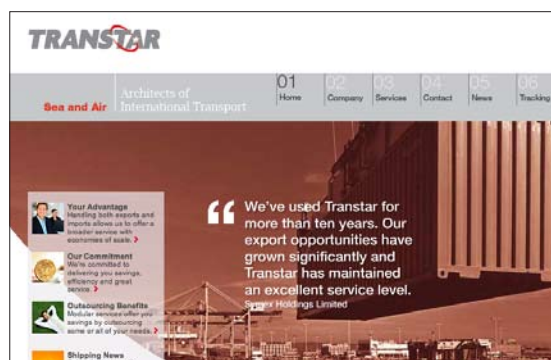 TRANSTAR
Sea and Air
Architects of
International Transport
01
Home
02
Company
03
Services
04
Contact
05
News
06
Tracking
Your Advantage
Handling both exports and
imports allows us to offer a
broader service with
economies of scale.
Our Commitment
We're committed to
delivering you savings,
efficiency and great
service.
Outsourcing Benefits
Modular services offer you
savings by outsourcing
some or all of your needs.
Shipping News
“ We've used Transtar for
more than ten years. Our
export opportunities have
grown significantly and
Transtar has maintained
an excellent service level.
Holdings Limited